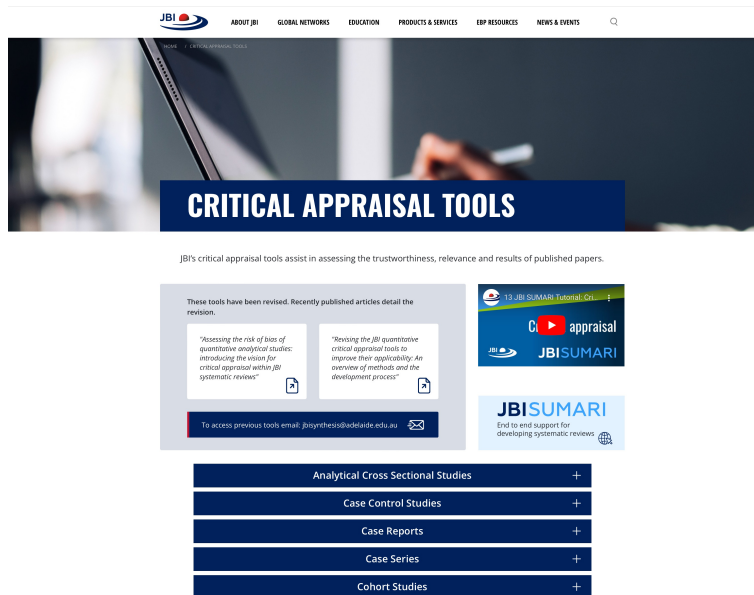 JBI
ABOUT JBI
GLOBAL NETWORKS
EDUCATION
PRODUCTS & SERVICES
EBP RESOURCES
NEWS & EVENTS
HOME / CRITICAL APPRAISAL TOOLS
CRITICAL APPRAISAL TOOLS
JBI's critical appraisal tools assist in assessing the trustworthiness, relevance and results of published papers.
These tools have been revised. Recently published articles detail the
revision.
"Assessing the risk of bias of
quantitative analytical studies:
introducing the vision for
critical appraisal within JBI
systematic reviews"
"Revising the JBI quantitative
critical appraisal tools to
improve their applicability: An
overview of methods and the
development process"
To access previous tools email: jbisynthesis@adelaide.edu.au
13 JBI SUMARI Tutorial: Cri...
appraisal
JBI
JBISUMARI
JBISUMARI
End to end support for
developing systematic reviews
Analytical Cross Sectional Studies
Case Control Studies
Case Reports
Case Series
Cohort Studies